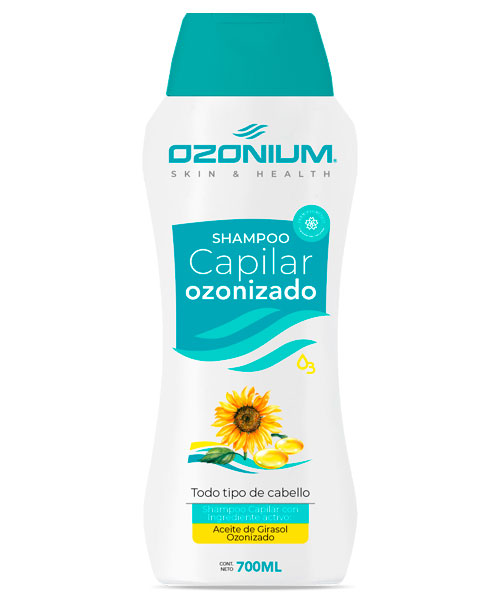 OZONIUM®
SKIN & HEALTH
SHAMPOO
Capilar
ozonizado
O3
Todo tipo de cabello
Shampoo Capilar con
Ingrediente activo
Aceite de Girasol
Ozonizado
CONT.
NETO 700ML